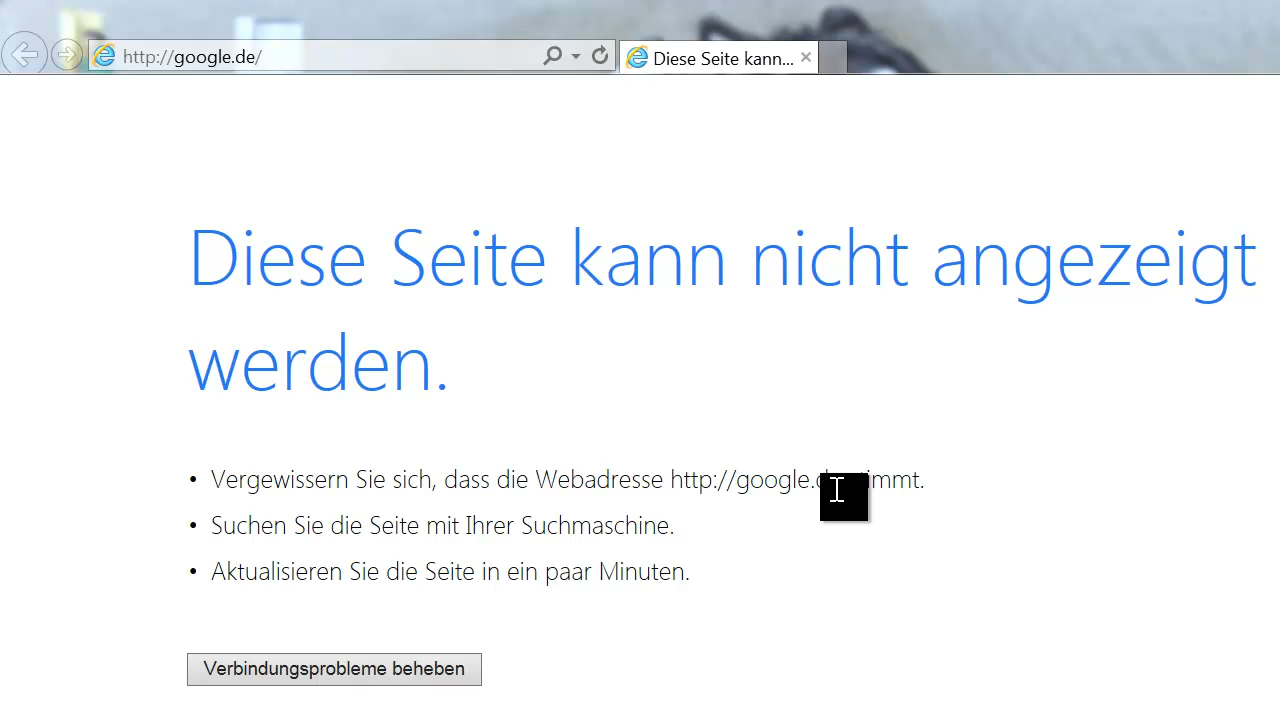 http://google.de/
Diese Seite kann...
Diese Seite kann nicht angezeigt
werden.
• Vergewissern Sie sich, dass die Webadresse http://google. stimmt.
• Suchen Sie die Seite mit Ihrer Suchmaschine.
• Aktualisieren Sie die Seite in ein paar Minuten.
Verbindungsprobleme beheben